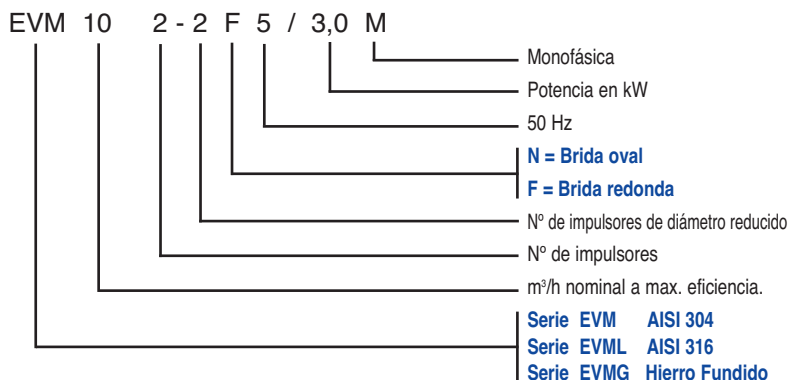 EVM 10 2 - 2 F 5 / 3,0 M
Monofásica
Potencia en kW
50 Hz
N = Brida oval
F = Brida redonda
Nº de impulsores de diámetro reducido
Nº de impulsores
m³/h nominal a max. eficiencia.
Serie EVM AISI 304
Serie EVML AISI 316
Serie EVMG Hierro Fundido